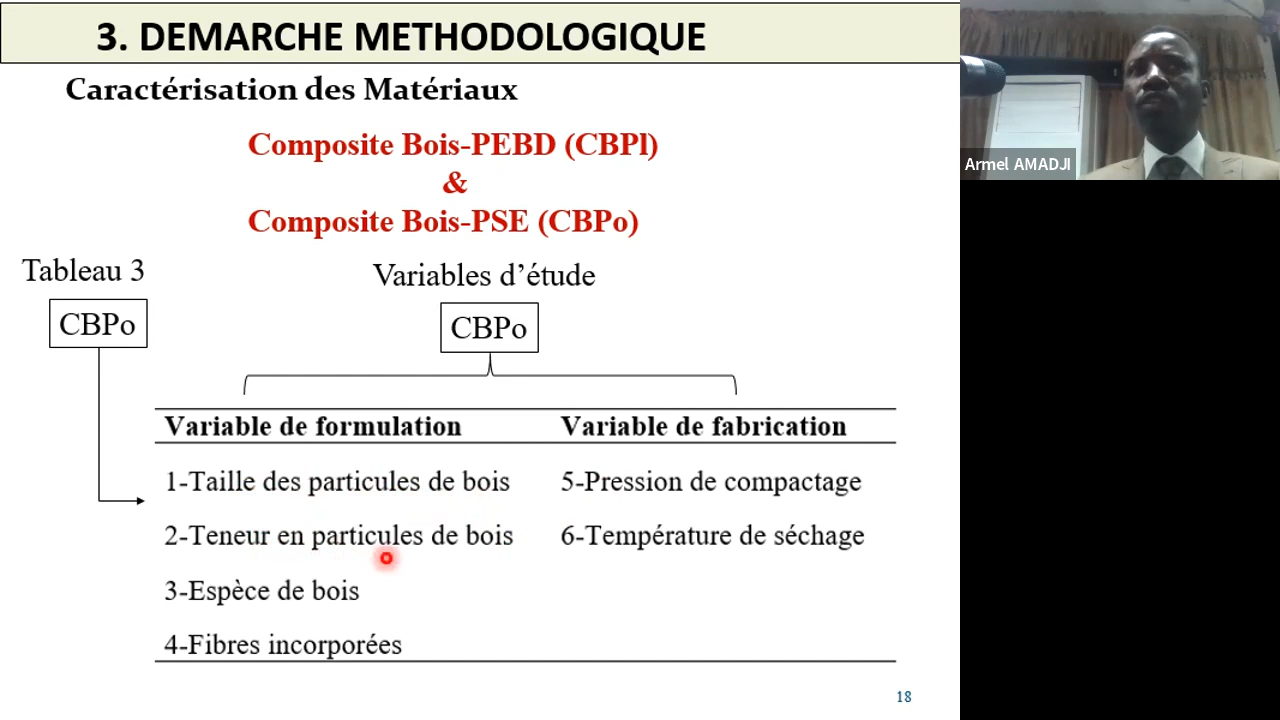 3. DEMARCHE METHODOLOGIQUE
Caractérisation des Matériaux
Composite Bois-PEBD (CBPl)
&
Composite Bois-PSE (CBPo)
Tableau 3
Variables d’étude
CBPo
CBPo
Variable de formulation
Variable de fabrication
1-Taille des particules de bois
5-Pression de compactage
2-Teneur en particules de bois
6-Température de séchage
3-Espèce de bois
4-Fibres incorporées
18
Armel AMADJI